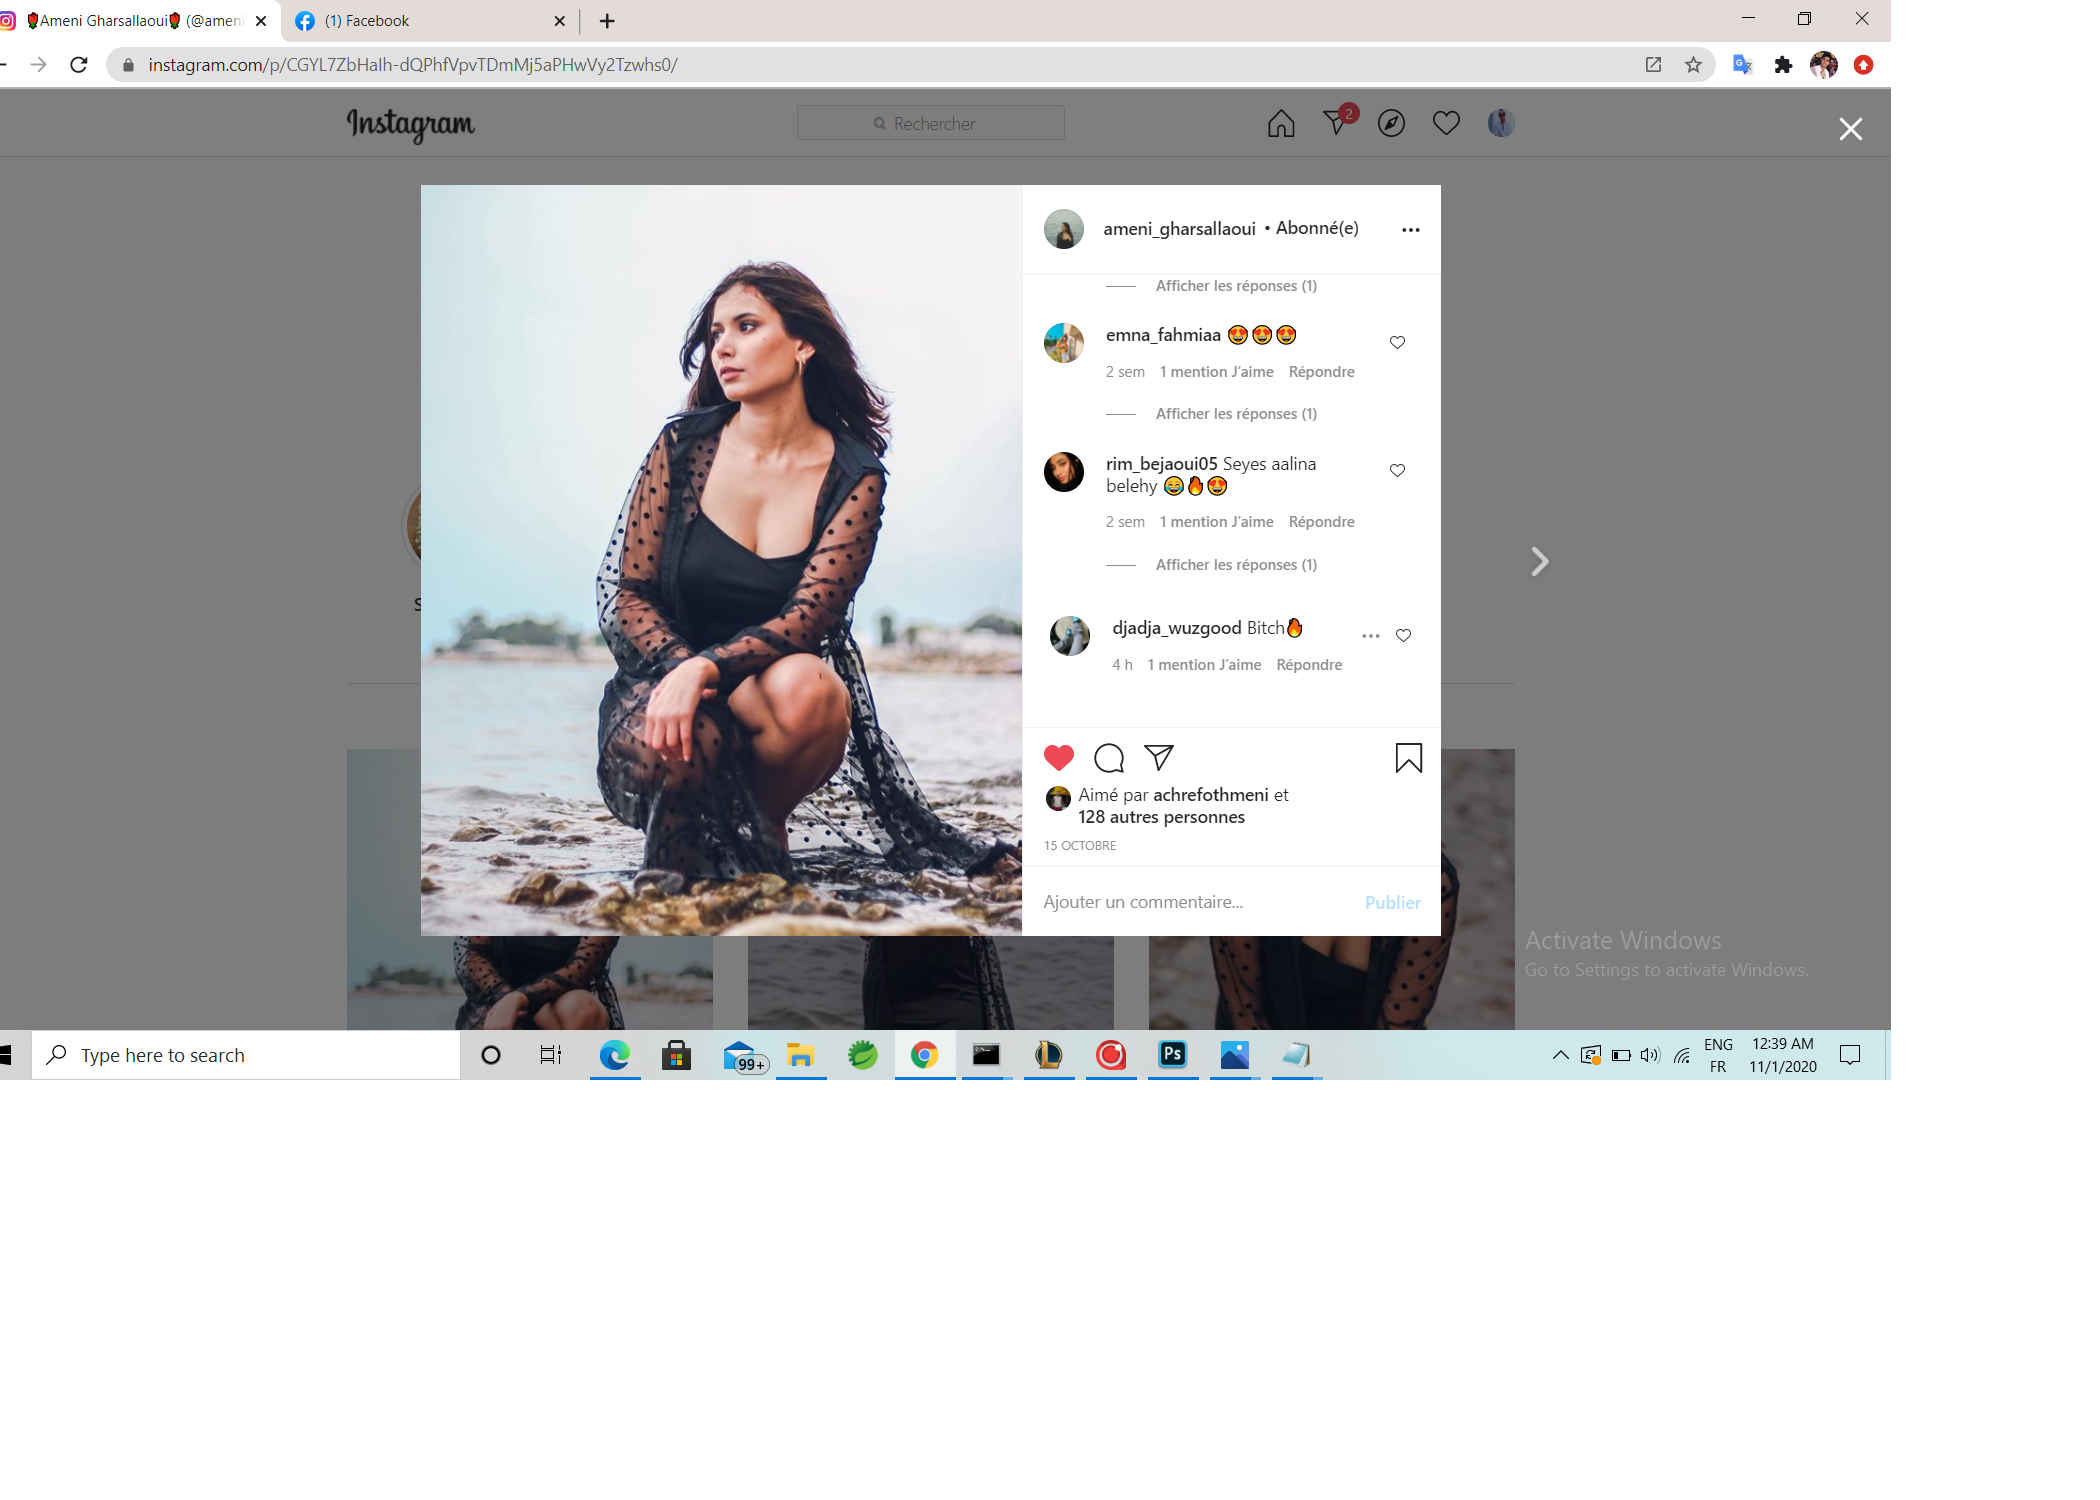 🌹Ameni Gharsallaoui🌹 (@ameni
(1) Facebook
instagram.com/p/CGYL7ZbHaIh-dQPhfVpvTDmMj5aPHwVy2Tzwhs0/
Instagram
Rechercher
2
ameni_gharsallaoui • Abonné(e)
Afficher les réponses (1)
emna_fahmiaa 😍😍😍
2 sem 1 mention J'aime Répondre
Afficher les réponses (1)
rim_bejaoui05 Seyes aalina
belehy 😂🔥😍
2 sem 1 mention J'aime Répondre
Afficher les réponses (1)
S
djadja_wuzgood Bitch🔥
4 h 1 mention J'aime Répondre
Aimé par achrefothmeni et
128 autres personnes
15 OCTOBRE
Ajouter un commentaire... Publier
Activate Windows
Go to Settings to activate Windows.
Type here to search
99+
Ps
ENG
FR
12:39 AM
11/1/2020